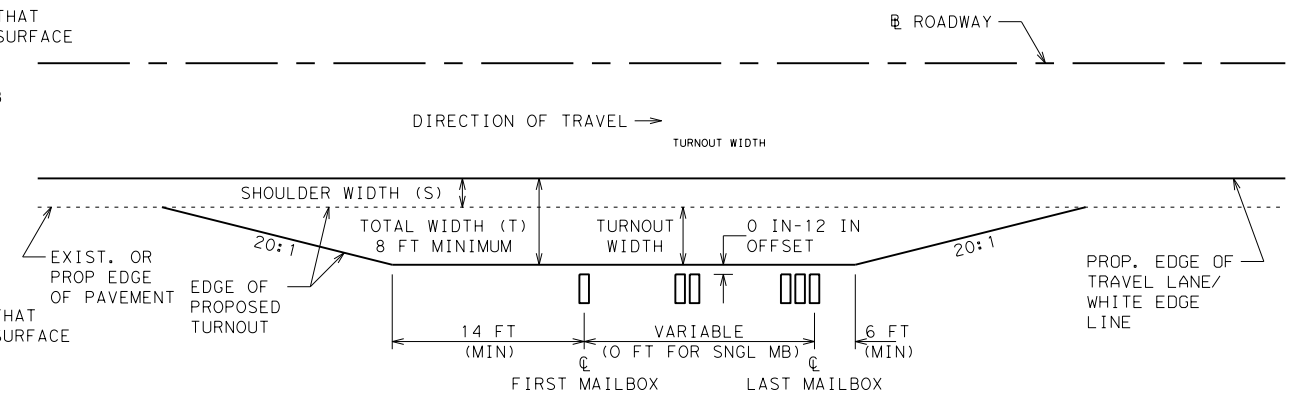 THAT
SURFACE
℄ ROADWAY
DIRECTION OF TRAVEL
TURNOUT WIDTH
SHOULDER WIDTH (S)
TOTAL WIDTH (T)
8 FT MINIMUM
TURNOUT
WIDTH
0 IN-12 IN
OFFSET
20:1
20:1
EXIST. OR
PROP EDGE
OF PAVEMENT
EDGE OF
PROPOSED
TURNOUT
PROP. EDGE OF
TRAVEL LANE/
WHITE EDGE
LINE
HAT
SURFACE
14 FT
(MIN)
VARIABLE
(0 FT FOR SNGL MB)
6 FT
(MIN)
℄
FIRST MAILBOX
℄
LAST MAILBOX